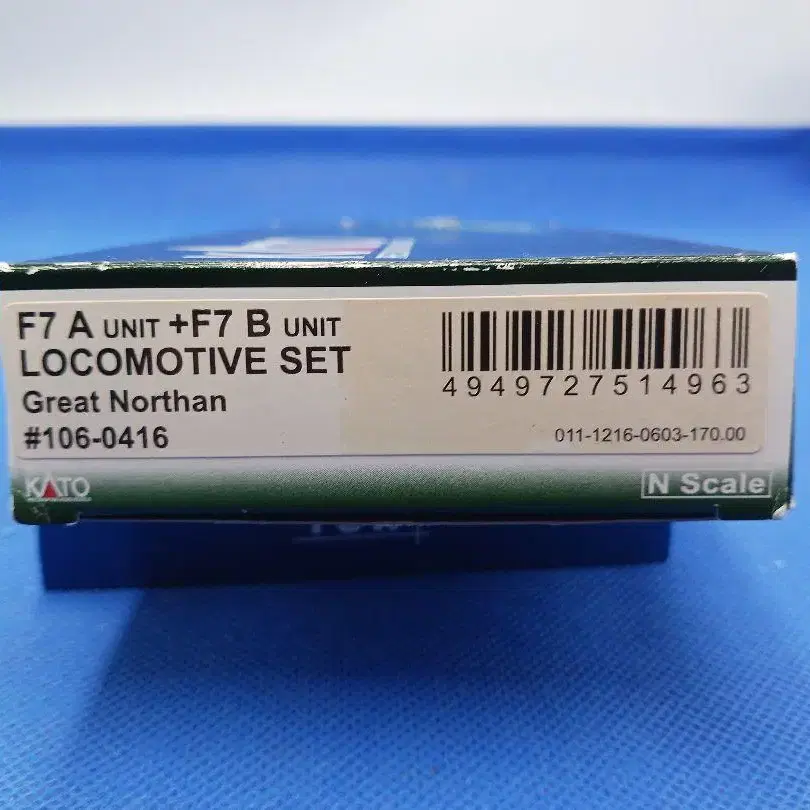 F7 A UNIT +F7 B UNIT
LOCOMOTIVE SET
Great Northan
#106-0416
4949727514963
011-1216-0603-170.00
KATO
N Scale